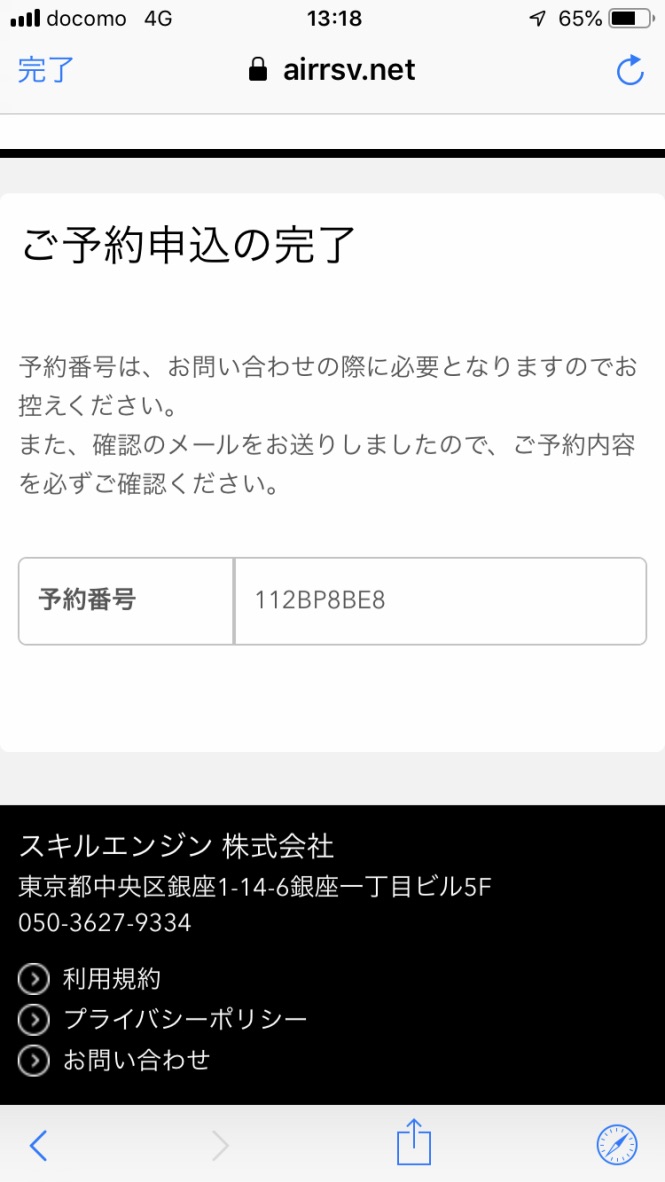 docomo 4G 13:18 65%
完了 airrsv.net
ご予約申込の完了
予約番号は、お問い合わせの際に必要となりますのでお
控えください。
また、確認のメールをお送りしましたので、ご予約内容
を必ずご確認ください。
予約番号 112BP8BE8
スキルエンジン 株式会社
東京都中央区銀座1-14-6銀座一丁目ビル5F
050-3627-9334
利用規約
プライバシーポリシー
お問い合わせ